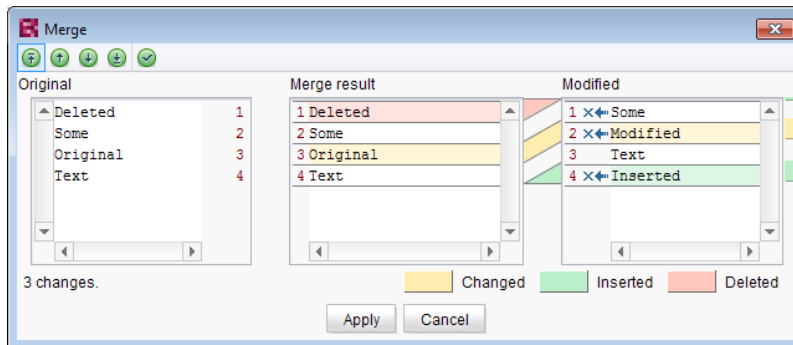 Merge
Original
Merge result
Modified
Deleted 1
Some 2
Original 3
Text 4
1 Deleted
2 Some
3 Original
4 Text
1 Some
2 Modified
3 Text
4 Inserted
3 changes.
Changed
Inserted
Deleted
Apply
Cancel